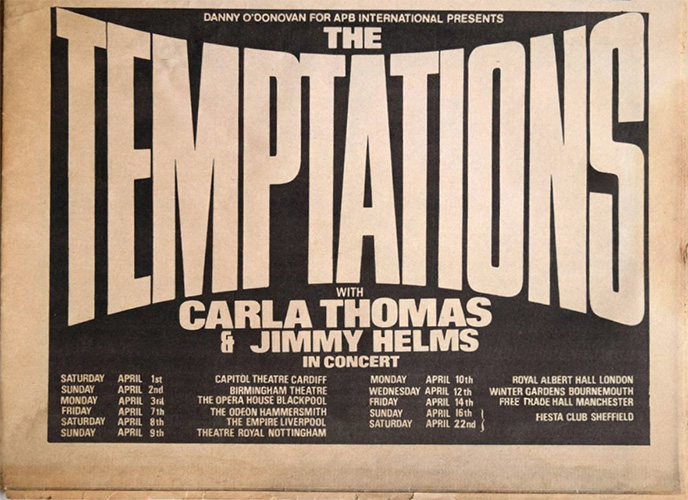 DANNY O'DONOVAN FOR APB INTERNATIONAL PRESENTS
THE
TEMPTATIONS
WITH
CARLA THOMAS
& JIMMY HELMS
IN CONCERT
SATURDAY APRIL 1st CAPITOL THEATRE CARDIFF
SUNDAY APRIL 2nd BIRMINGHAM THEATRE
MONDAY APRIL 3rd THE OPERA HOUSE BLACKPOOL
FRIDAY APRIL 7th THE ODEON HAMMERSMITH
SATURDAY APRIL 8th THE EMPIRE LIVERPOOL
SUNDAY APRIL 9th THEATRE ROYAL NOTTINGHAM
MONDAY APRIL 10th ROYAL ALBERT HALL LONDON
WEDNESDAY APRIL 12th WINTER GARDENS BOURNEMOUTH
FRIDAY APRIL 14th FREE TRADE HALL MANCHESTER
SUNDAY APRIL 16th
SATURDAY APRIL 22nd } FIESTA CLUB SHEFFIELD